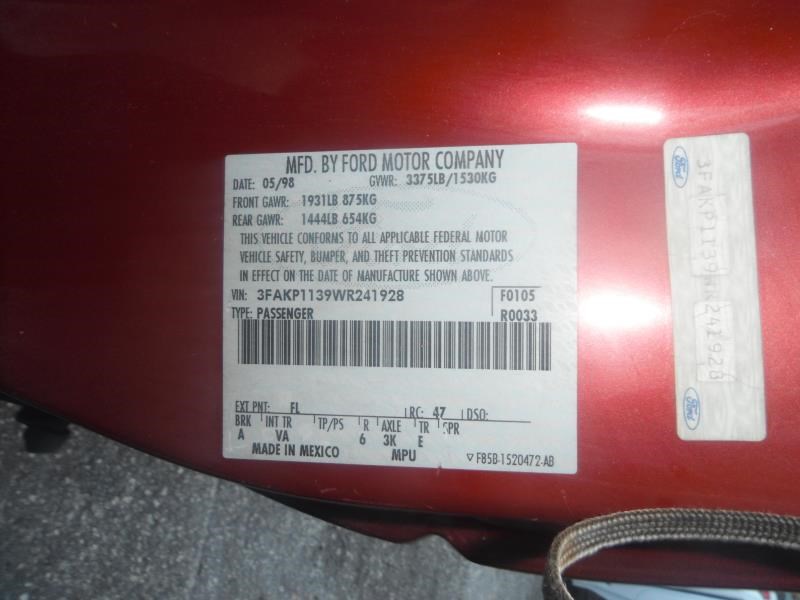 MFD. BY FORD MOTOR COMPANY
DATE: 05/98 GVWR: 3375LB/1530KG
FRONT GAWR: 1931LB 875KG
REAR GAWR: 1444LB 654KG
THIS VEHICLE CONFORMS TO ALL APPLICABLE FEDERAL MOTOR
VEHICLE SAFETY, BUMPER, AND THEFT PREVENTION STANDARDS
IN EFFECT ON THE DATE OF MANUFACTURE SHOWN ABOVE.
VIN: 3FAKP1139WR241928 F0105
TYPE: PASSENGER R0033
EXT PNT: FL RC: 47 DSO:
BRK INT TR TP/PS R AXLE TR SPR
A VA 6 3K E
MADE IN MEXICO MPU ▽ F85B-1520472-AB
Ford
3FAKP1139WR241928
Ford